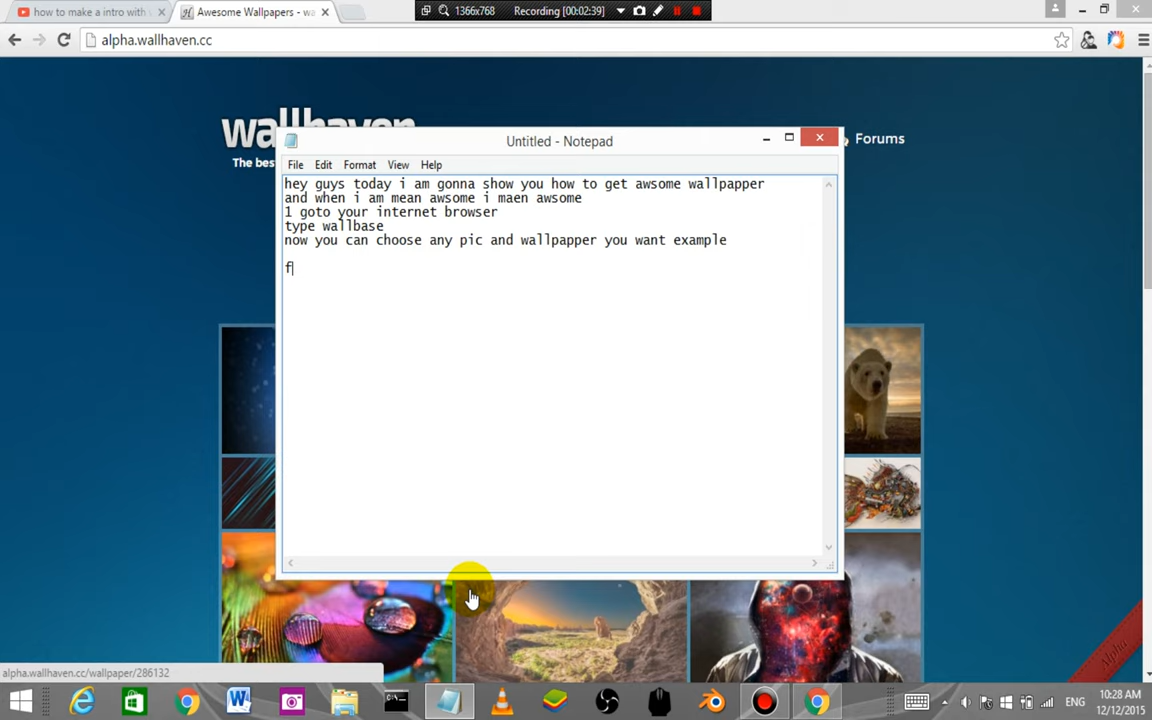 how to make a intro with
Awesome Wallpapers - wa
1366x768
Recording [00:02:39]
alpha.wallhaven.cc
wallhaven
The bes
Forums
Untitled - Notepad
File Edit Format View Help
hey guys today i am gonna show you how to get awsome wallpapper
and when i am mean awsome i maen awsome
1 goto your internet browser
type wallbase
now you can choose any pic and wallpapper you want example
f
Alpha
alpha.wallhaven.cc/wallpaper/286132
ENG
10:28 AM
12/12/2015